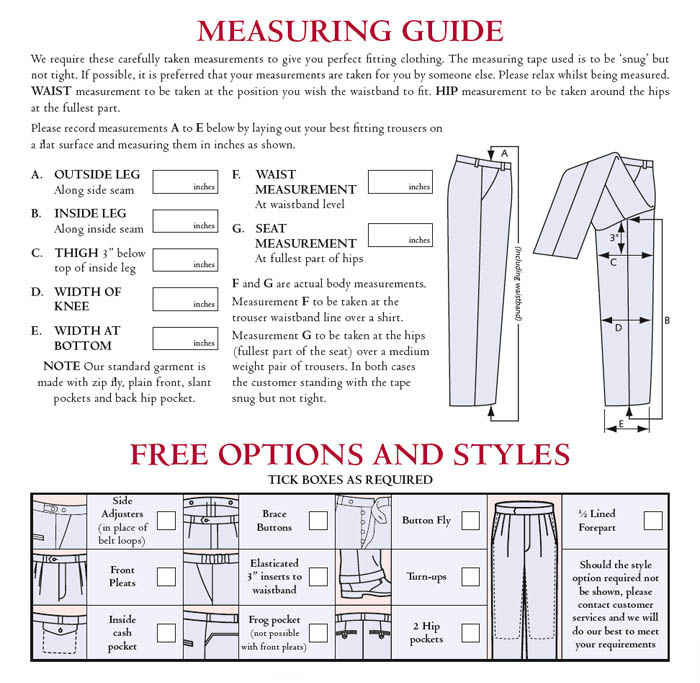 MEASURING GUIDE
We require these carefully taken measurements to give you perfect fitting clothing. The measuring tape used is to be ‘snug’ but
not tight. If possible, it is preferred that your measurements are taken for you by someone else. Please relax whilst being measured.
WAIST measurement to be taken at the position you wish the waistband to fit. HIP measurement to be taken around the hips
at the fullest part.
Please record measurements A to E below by laying out your best fitting trousers on
a flat surface and measuring them in inches as shown.
A. OUTSIDE LEG
Along side seam
inches
B. INSIDE LEG
Along inside seam
inches
C. THIGH 3” below
top of inside leg
inches
D. WIDTH OF
KNEE
inches
E. WIDTH AT
BOTTOM
inches
NOTE Our standard garment is
made with zip fly, plain front, slant
pockets and back hip pocket.
F. WAIST
MEASUREMENT
At waistband level
inches
G. SEAT
MEASUREMENT
At fullest part of hips
inches
F and G are actual body measurements.
Measurement F to be taken at the
trouser waistband line over a shirt.
Measurement G to be taken at the hips
(fullest part of the seat) over a medium
weight pair of trousers. In both cases
the customer standing with the tape
snug but not tight.
A
(Including waistband)
3"
C
D
B
E
FREE OPTIONS AND STYLES
TICK BOXES AS REQUIRED
Side
Adjusters
(in place of
belt loops)
Brace
Buttons
Button Fly
½ Lined
Forepart
Front
Pleats
Elasticated
3” inserts to
waistband
Turn-ups
Should the style
option required not
be shown, please
contact customer
services and we will
do our best to meet
your requirements
Inside
cash
pocket
Frog pocket
(not possible
with front pleats)
2 Hip
pockets